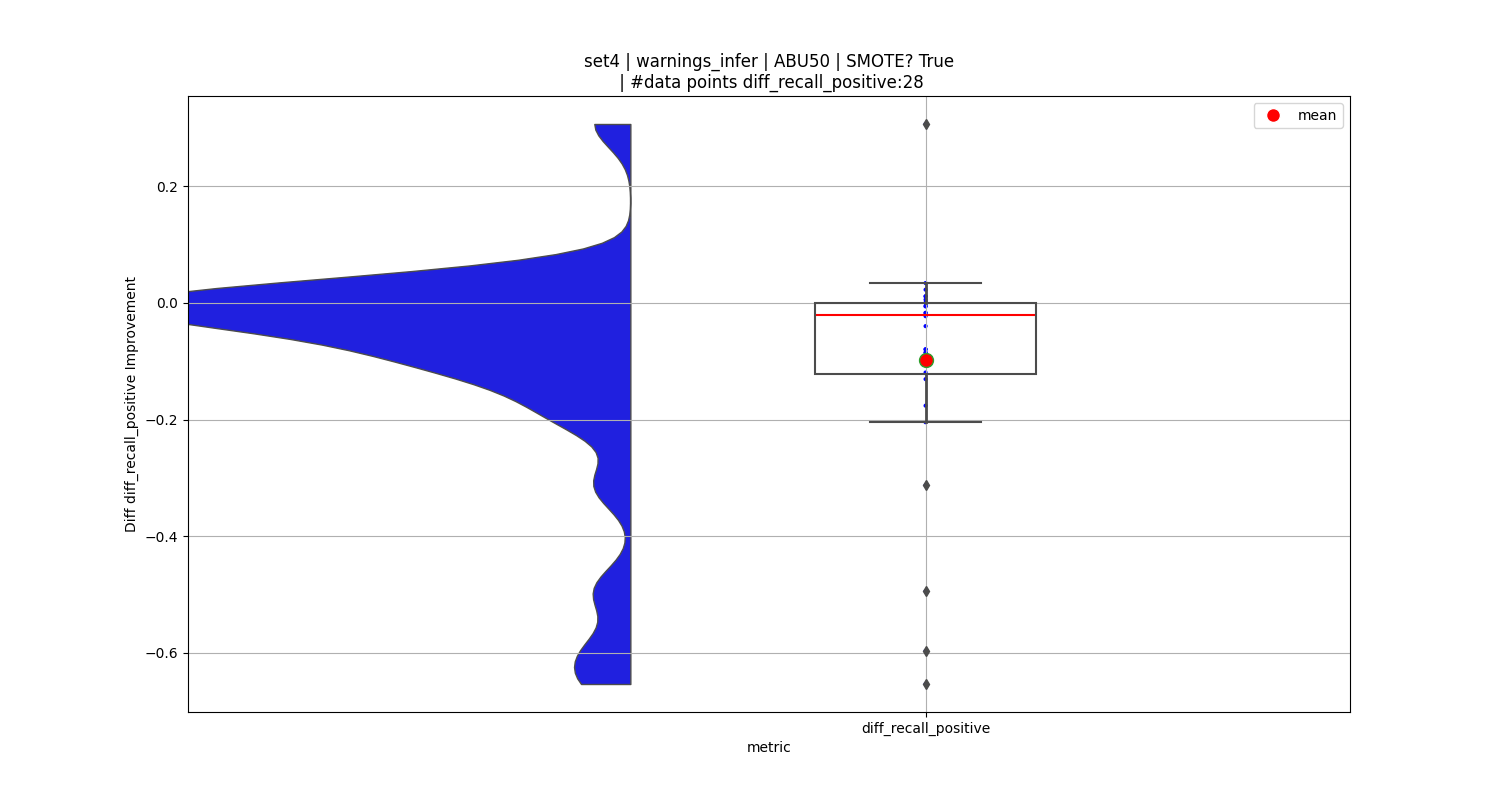 set4 | warnings_infer | ABU50 | SMOTE? True
| #data points diff_recall_positive:28
mean
0.2
0.0
−0.2
−0.4
−0.6
Diff diff_recall_positive Improvement
diff_recall_positive
metric